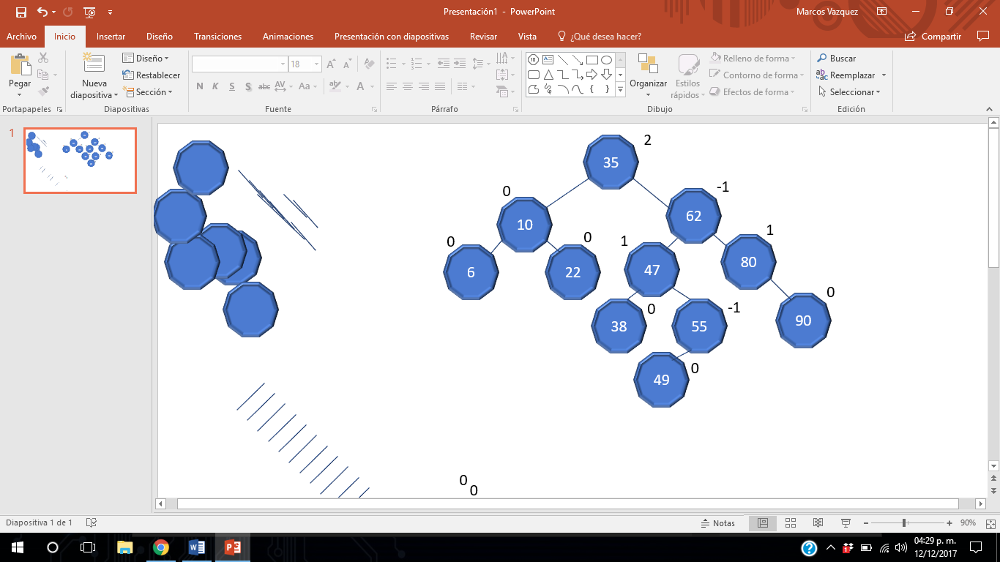 Presentación1 - PowerPoint
Marcos Vazquez
Archivo Inicio Insertar Diseño Transiciones Animaciones Presentación con diapositivas Revisar Vista ¿Qué desea hacer? Compartir
Pegar
Nueva diapositiva
Diseño
Restablecer
Sección
18
N K S S abc AV Aa A
Organizar
Estilos rápidos
Relleno de forma
Contorno de forma
Efectos de forma
Buscar
Reemplazar
Seleccionar
Portapapeles Diapositivas Fuente Párrafo Dibujo Edición
1
35 2
0 10
62 -1
0 6
22 0
1 47
80 1
38 0
55 -1
90 0
49 0
0
0
Diapositiva 1 de 1
Notas
90%
04:29 p. m.
12/12/2017